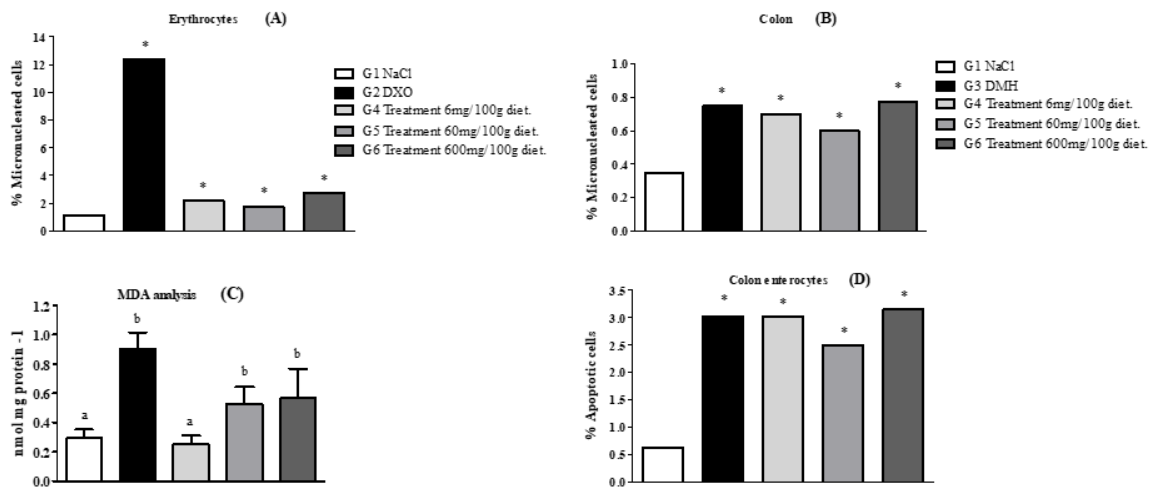 Erythrocytes (A)
% Micronucleated cells
14
12
10
8
6
4
2
0
*
*
*
*
G1 NaCl
G2 DXO
G4 Treatment 6mg/100g diet.
G5 Treatment 60mg/100g diet.
G6 Treatment 600mg/100g diet.
Colon (B)
% Micronucleated cells
1.0
0.8
0.6
0.4
0.2
0.0
*
*
*
*
G1 NaCl
G3 DMH
G4 Treatment 6mg/100g diet.
G5 Treatment 60mg/100g diet.
G6 Treatment 600mg/100g diet.
MDA analysis (C)
nmol mg protein -1
1.2
1.0
0.8
0.6
0.4
0.2
0.0
a
b
a
b
b
Colon enterocytes (D)
% Apoptotic cells
3.5
3.0
2.5
2.0
1.5
1.0
0.5
0.0
*
*
*
*